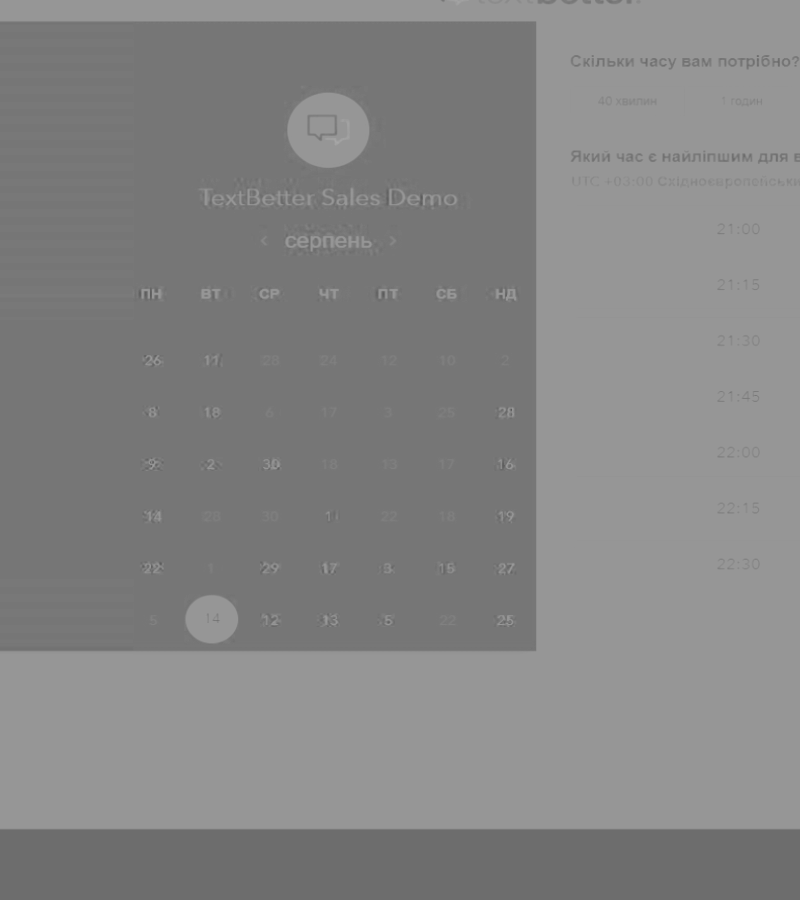 TextBetter Sales Demo
‹ серпень ›
ПН ВТ СР ЧТ ПТ СБ НД
26 11 28 24 12 10 2
8 18 6 17 3 25 28
9 2 30 18 13 17 16
14 28 30 11 22 18 19
22 1 29 17 3 15 27
5 14 12 13 5 22 25
Скільки часу вам потрібно?
40 хвилин 1 годин
Який час є найліпшим для в
UTC +03:00 Східноєвропейськи
21:00
21:15
21:30
21:45
22:00
22:15
22:30